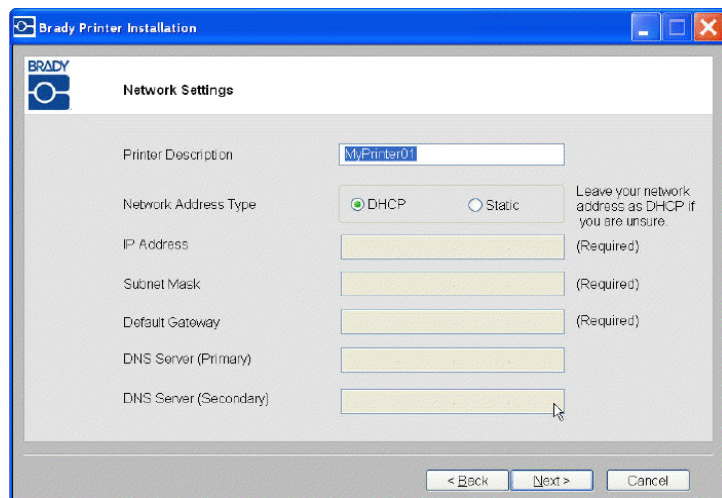 Brady Printer Installation
BRADY
Network Settings
Printer Description MyPrinter01
Network Address Type DHCP Static Leave your network
address as DHCP if
you are unsure.
IP Address (Required)
Subnet Mask (Required)
Default Gateway (Required)
DNS Server (Primary)
DNS Server (Secondary)
< Back Next > Cancel